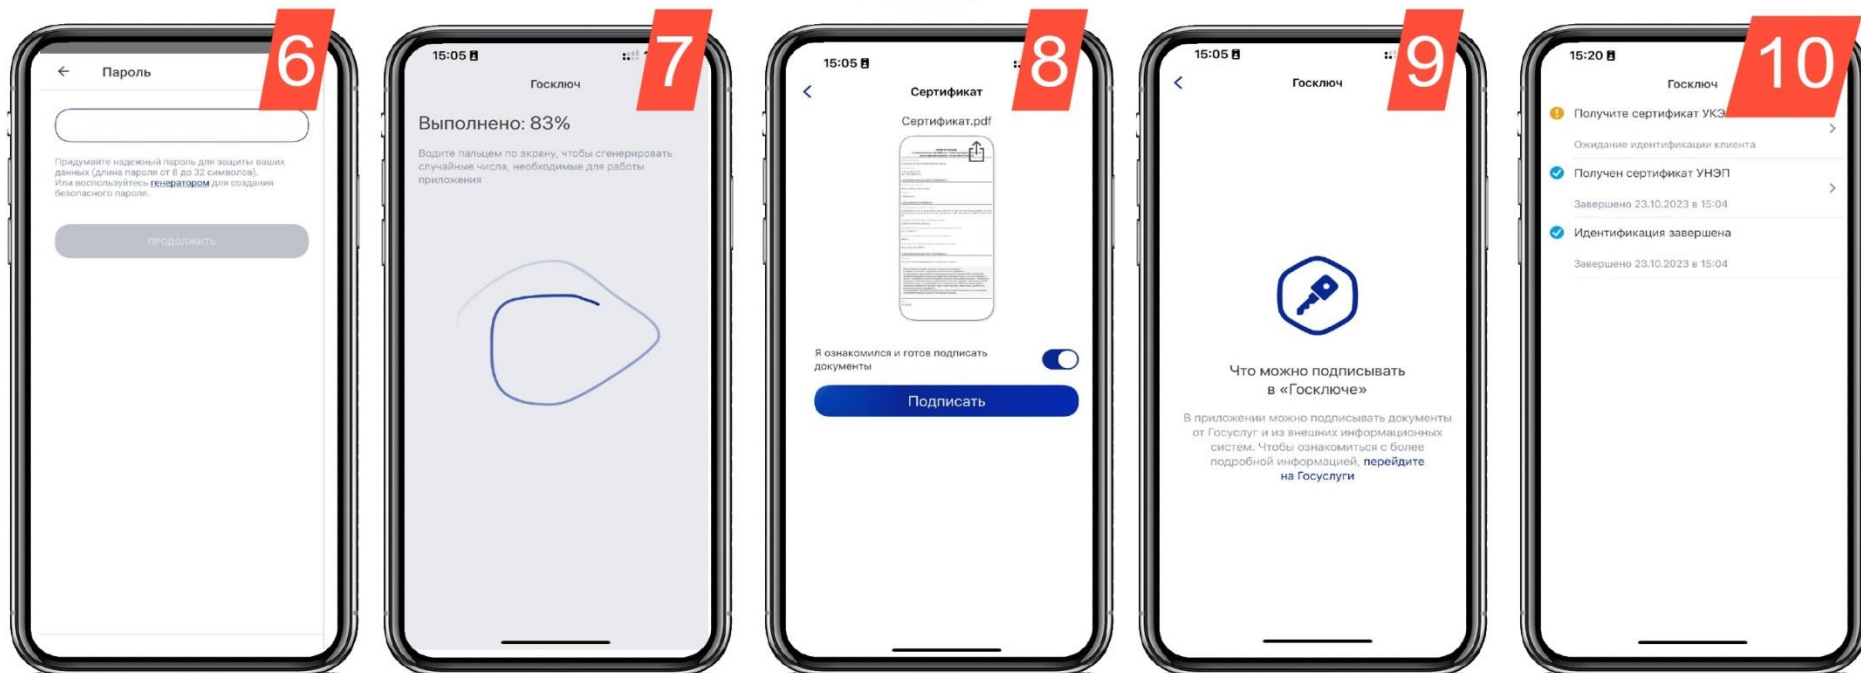 6
Пароль
Придумайте надежный пароль для защиты ваших
данных (длина пароля от 8 до 32 символов).
Или воспользуйтесь генератором для создания
безопасного пароля.
ПРОДОЛЖИТЬ
7
15:05
Госключ
Выполнено: 83%
Водите пальцем по экрану, чтобы сгенерировать
случайные числа, необходимые для работы
приложения
8
15:05
Сертификат
Сертификат.pdf
Я ознакомился и готов подписать
документы
Подписать
9
15:05
Госключ
Что можно подписывать
в «Госключе»
В приложении можно подписывать документы
от Госуслуг и из внешних информационных
систем. Чтобы ознакомиться с более
подробной информацией, перейдите
на Госуслуги
10
15:20
Госключ
Получите сертификат
Ожидание идентификации клиента
Получен сертификат УНЭП
Завершено 23.10.2023 в 15:04
Идентификация завершена
Завершено 23.10.2023 в 15:04